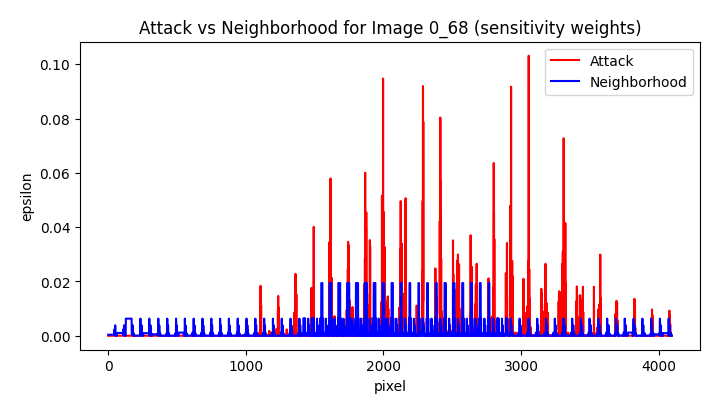 Attack vs Neighborhood for Image 0_68 (sensitivity weights)
Attack
Neighborhood
epsilon
0.10
0.08
0.06
0.04
0.02
0.00
0
1000
2000
3000
4000
pixel